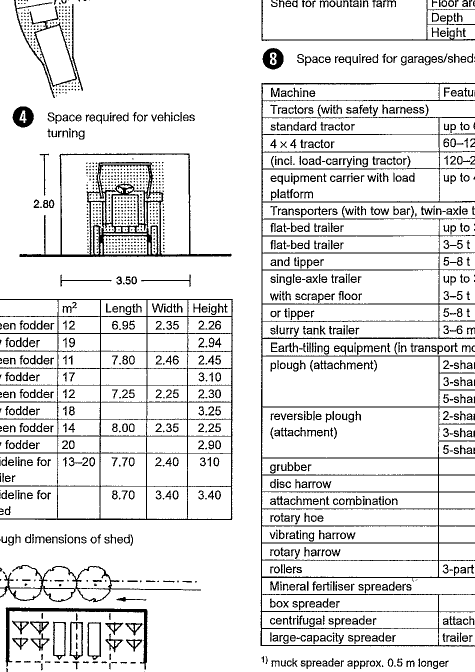 7.0
4 Space required for vehicles
turning
2.80
3.50
m² Length Width Height
een fodder 12 6.95 2.35 2.26
fodder 19 2.94
een fodder 11 7.80 2.46 2.45
fodder 17 3.10
een fodder 12 7.25 2.25 2.30
fodder 18 3.25
een fodder 14 8.00 2.35 2.25
fodder 20 2.90
ideline for 13–20 7.70 2.40 310
iler
ideline for 8.70 3.40 3.40
ed
ugh dimensions of shed)
Shed for mountain farm Floor are
Depth
Height
8 Space required for garages/sheds
Machine Featu
Tractors (with safety harness)
standard tractor up to
4 × 4 tractor 60–12
(incl. load-carrying tractor) 120–2
equipment carrier with load up to 4
platform
Transporters (with tow bar), twin-axle t
flat-bed trailer up to
flat-bed trailer 3–5 t
and tipper 5–8 t
single-axle trailer up to
with scraper floor 3–5 t
or tipper 5–8 t
slurry tank trailer 3–6 m
Earth-tilling equipment (in transport mo
plough (attachment) 2-shar
3-shar
5-shar
reversible plough 2-shar
(attachment) 3-shar
5-shar
grubber
disc harrow
attachment combination
rotary hoe
vibrating harrow
rotary harrow
rollers 3-part
Mineral fertiliser spreaders
box spreader
centrifugal spreader attach
large-capacity spreader trailer
1) muck spreader approx. 0.5 m longer